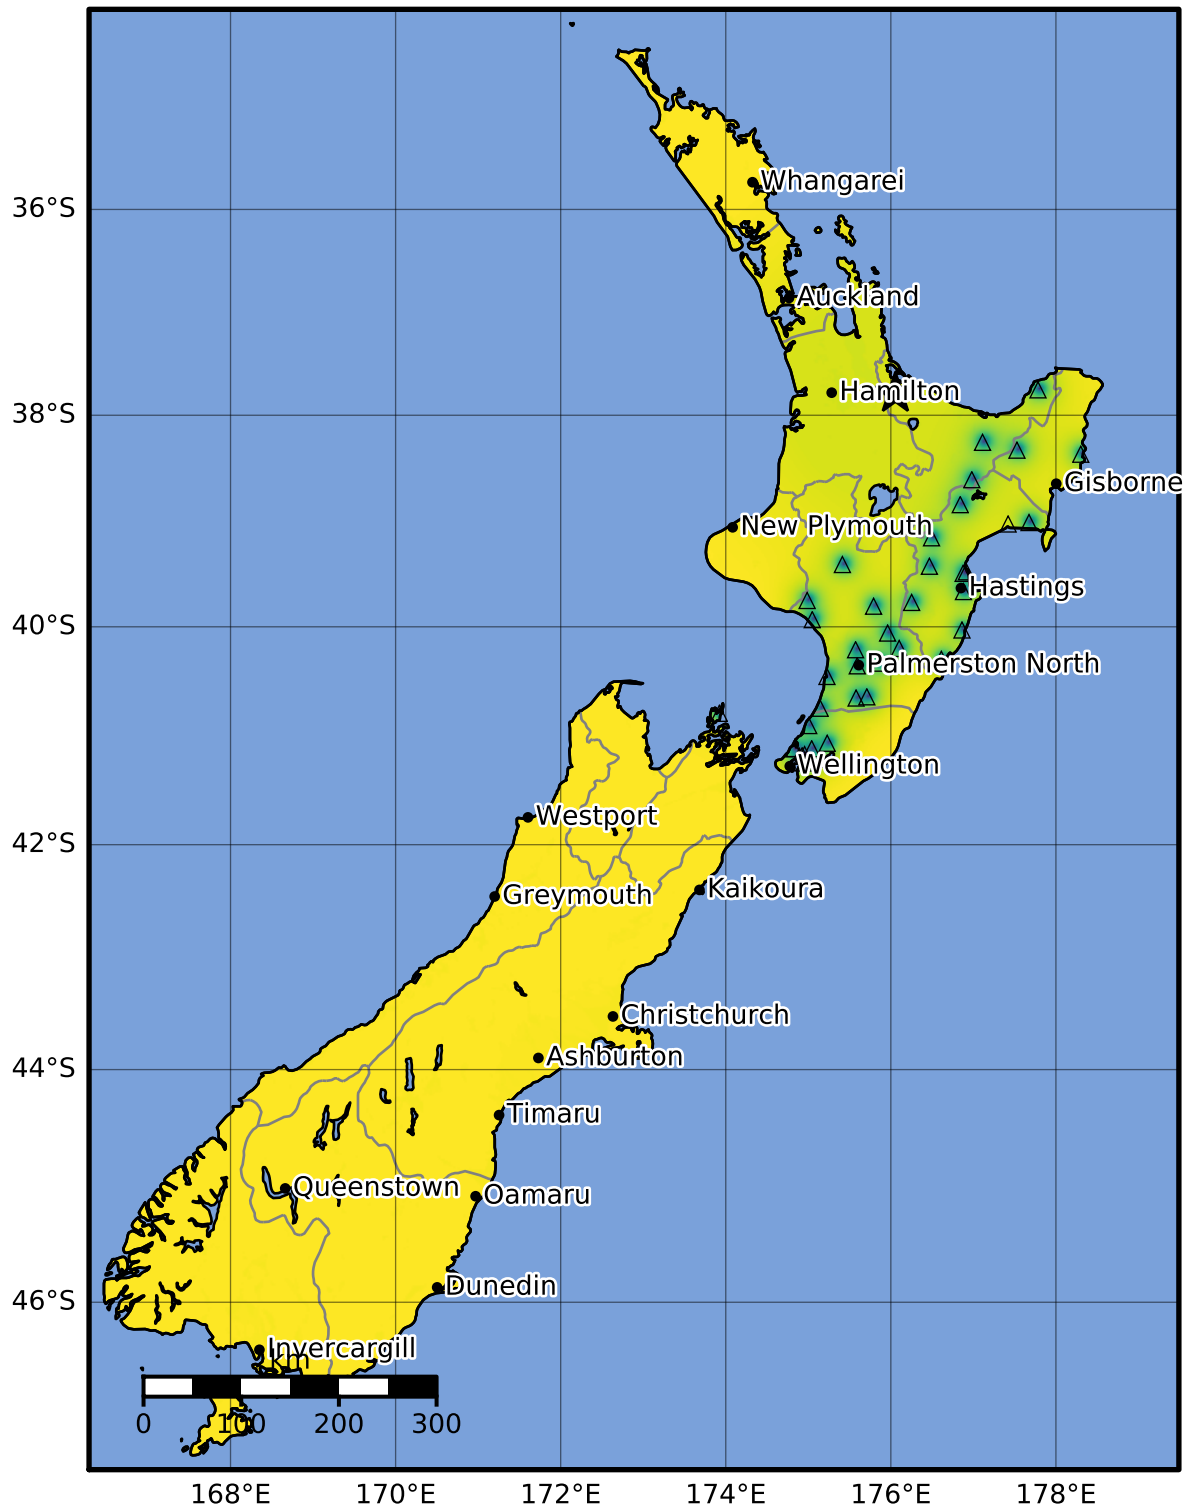 Whangarei
36°S
Auckland
Hamilton
38°S
Gisborne
New Plymouth
Hastings
40°S
Palmerston North
Wellington
Westport
42°S
Kaikoura
Greymouth
Christchurch
Ashburton
44°S
Timaru
Queenstown
Oamaru
Dunedin
46°S
Invercargill
km
0 100 200 300
168°E 170°E 172°E 174°E 176°E 178°E